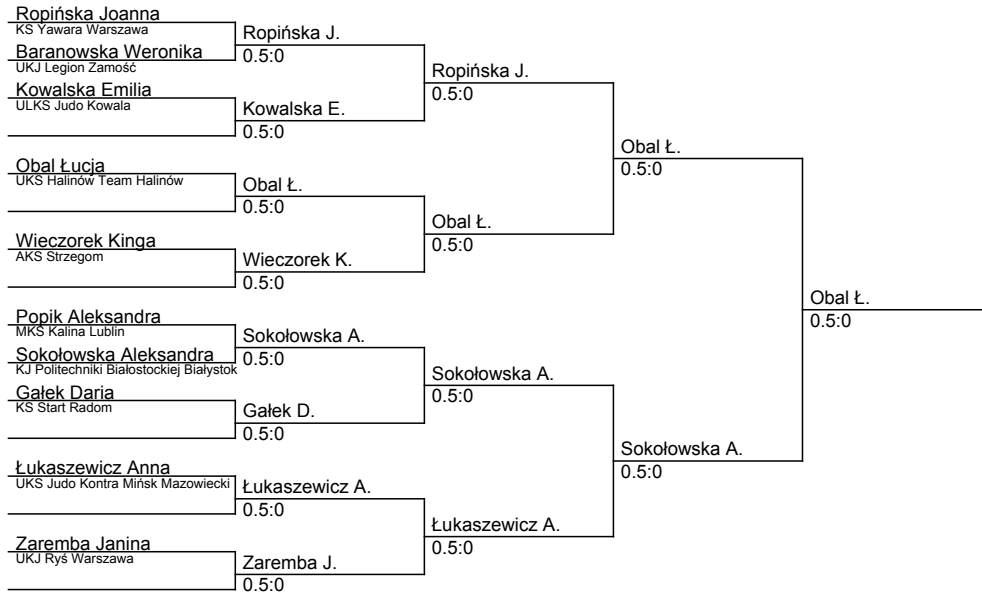 Ropińska Joanna
KS Yawara Warszawa
Baranowska Weronika
UKJ Legion Zamość
Kowalska Emilia
ULKS Judo Kowala
Obal Łucja
UKS Halinów Team Halinów
Wieczorek Kinga
AKS Strzegom
Popik Aleksandra
MKS Kalina Lublin
Sokołowska Aleksandra
KJ Politechniki Białostockiej Białystok
Gałek Daria
KS Start Radom
Łukaszewicz Anna
UKS Judo Kontra Mińsk Mazowiecki
Zaremba Janina
UKJ Ryś Warszawa
Ropińska J.
0.5:0
Kowalska E.
0.5:0
Obal Ł.
0.5:0
Wieczorek K.
0.5:0
Sokołowska A.
0.5:0
Gałek D.
0.5:0
Łukaszewicz A.
0.5:0
Zaremba J.
0.5:0
Ropińska J.
0.5:0
Obal Ł.
0.5:0
Sokołowska A.
0.5:0
Łukaszewicz A.
0.5:0
Obal Ł.
0.5:0
Sokołowska A.
0.5:0
Obal Ł.
0.5:0